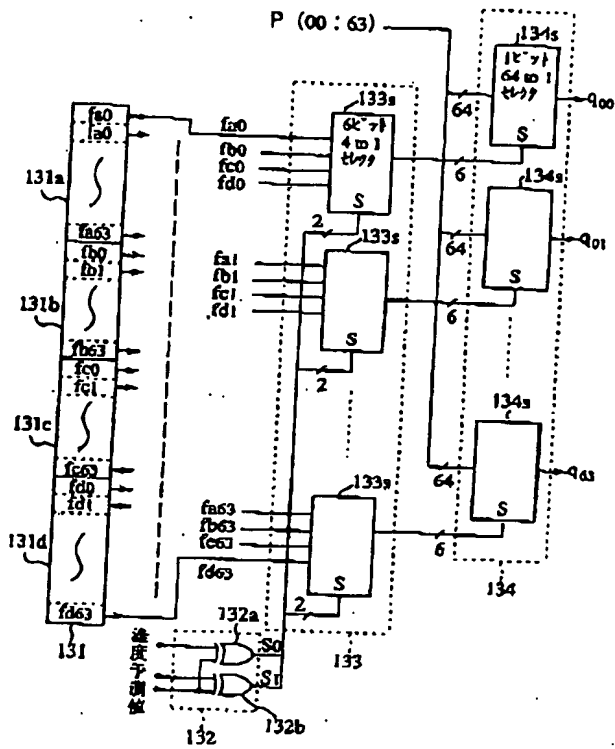 P (00:63)
134s
1ビット
64 to 1
セレクタ
S
64
6
q00
133s
6ビット
4 to 1
セレクタ
S
fa0
fb0
fc0
fd0
2
134s
S
64
6
q01
133s
S
fa1
fb1
fc1
fd1
2
134s
S
64
6
q63
134
133s
S
fa63
fb63
fc63
fd63
2
133
fa0
131a
fa63
fb0
fb1
131b
fb63
fc0
fc1
131c
fc63
fd0
fd1
131d
fd63
131
132a
S0
S1
132b
132
予
測
値